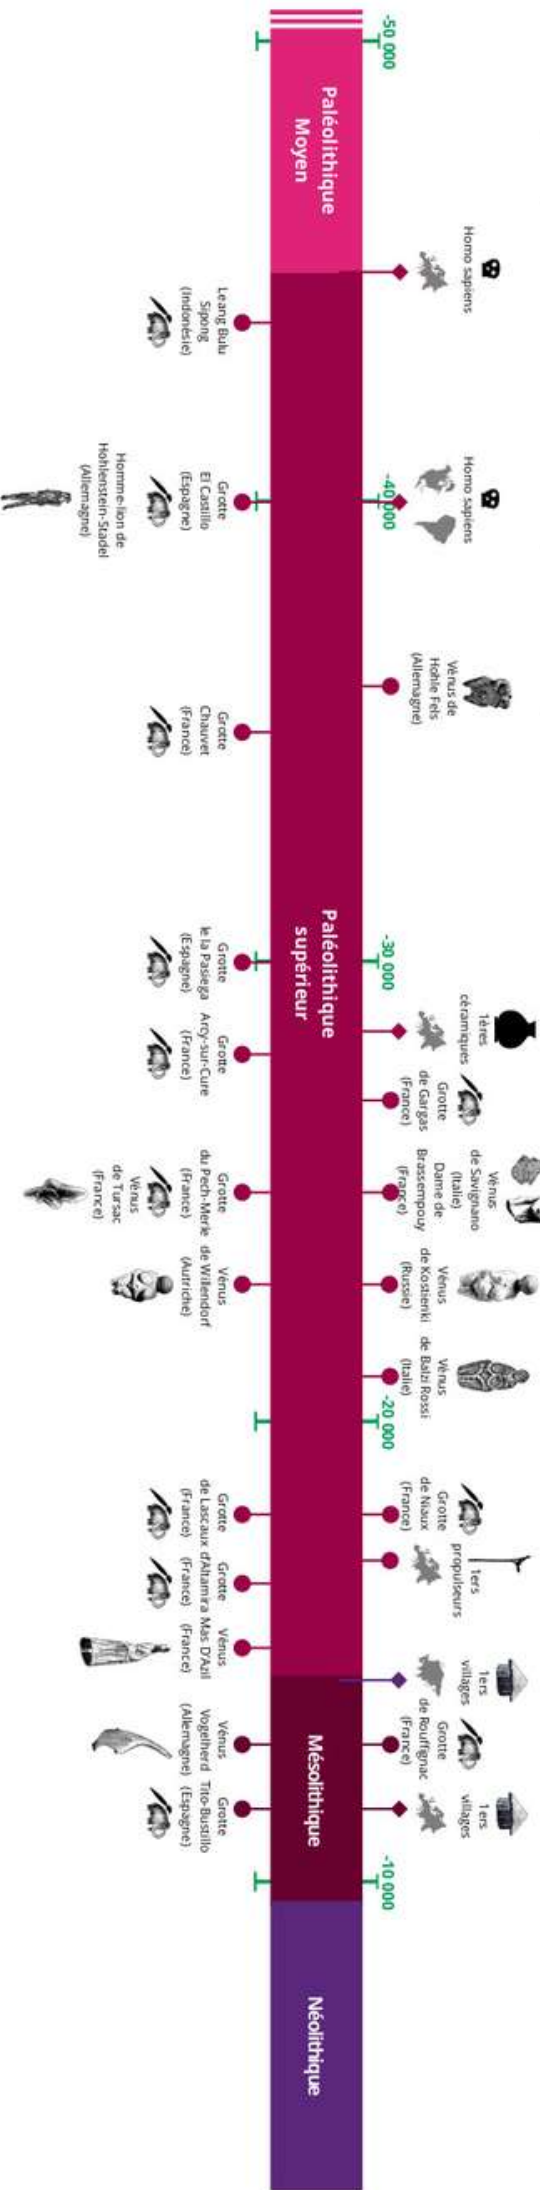 -50 000
Paléolithique
Moyen
Homo sapiens
Leang Bulu
Sipong
(Indonésie)
Homo sapiens
-40 000
Grotte
El Castillo
(Espagne)
Homme-lion de
Hohlenstein-Stadel
(Allemagne)
Vénus de
Hohle Fels
(Allemagne)
Grotte
Chauvet
(France)
Paléolithique
supérieur
-30 000
Grotte
le la Pasiega
(Espagne)
1ères
céramiques
Grotte
Arcy-sur-Cure
(France)
Grotte
de Gargas
(France)
Vénus
de Savignano
(Italie)
Dame de
Brassempouy
(France)
Grotte
du Pech-Merle
(France)
Vénus
de Tursac
(France)
Vénus
de Kostienki
(Russie)
Vénus
de Willendorf
(Autriche)
Vénus
de Balzi Rossi
(Italie)
-20 000
Grotte
de Niaux
(France)
Grotte
de Lascaux
(France)
1ers
propulseurs
Grotte
d'Altamira
(France)
Vénus
Mas D'Azil
(France)
1ers
villages
Mésolithique
Grotte
de Rouffignac
(France)
Vénus
Vogelherd
(Allemagne)
1ers
villages
Grotte
Tito-Bustillo
(Espagne)
-10 000
Néolithique